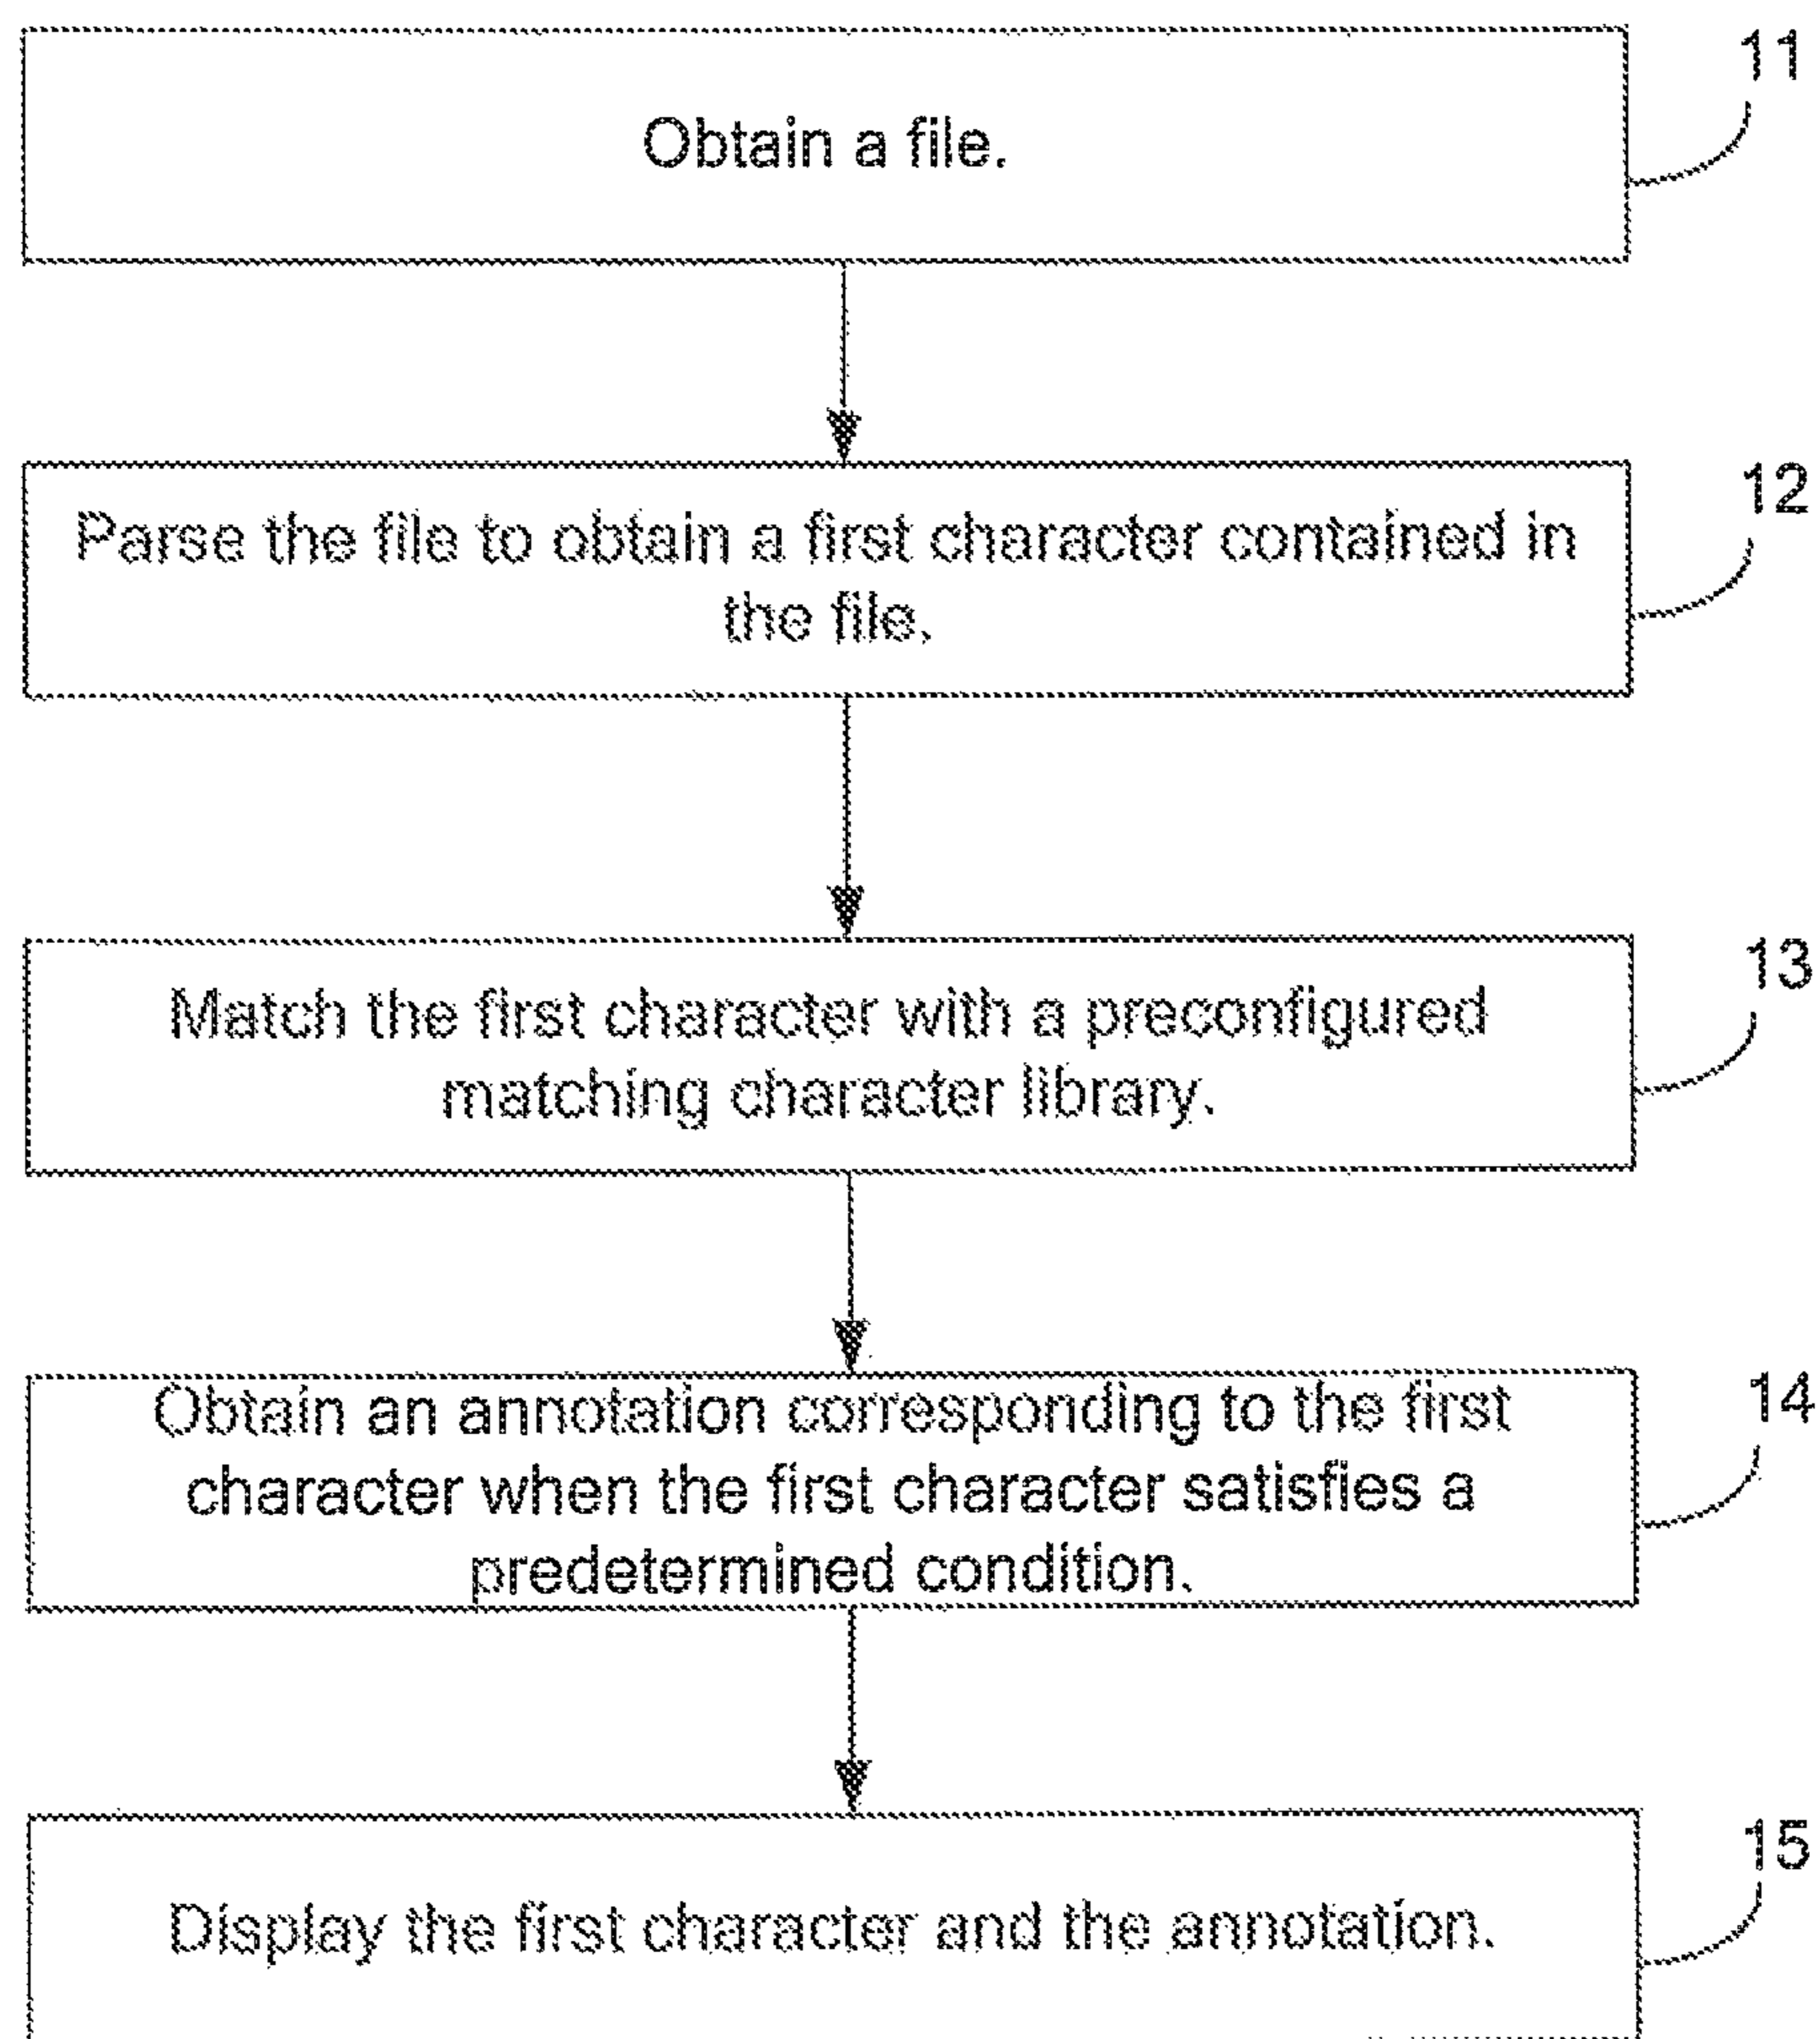 11
Obtain a file.
12
Parse the file to obtain a first character contained in
the file.
13
Match the first character with a preconfigured
matching character library.
14
Obtain an annotation corresponding to the first
character when the first character satisfies a
predetermined condition.
15
Display the first character and the annotation.